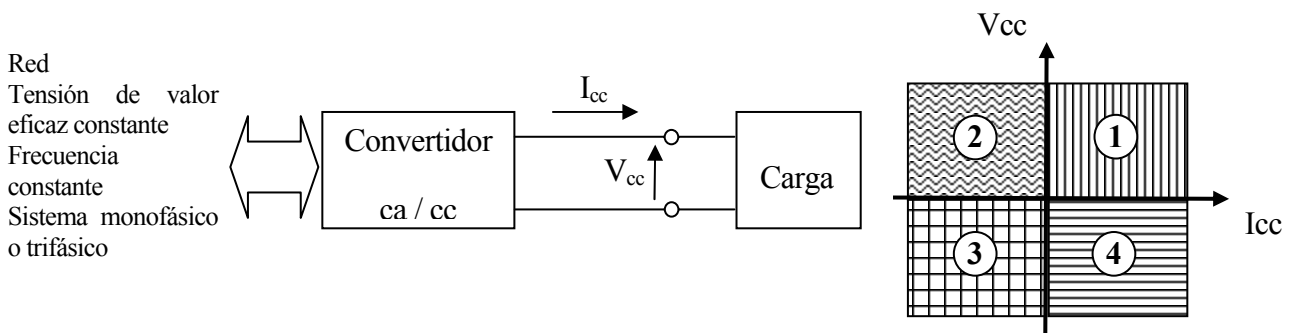 Red
Tensión de valor
eficaz constante
Frecuencia
constante
Sistema monofásico
o trifásico
Convertidor
ca / cc
Icc
Vcc
Carga
Vcc
2
1
3
4
Icc